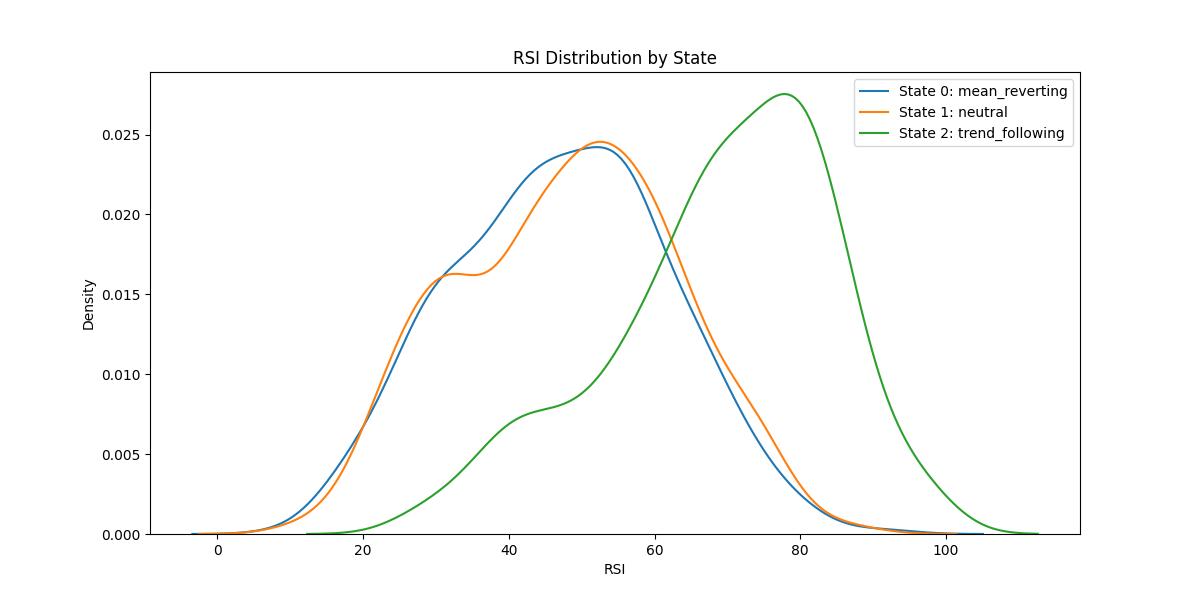 RSI Distribution by State
State 0: mean_reverting
State 1: neutral
State 2: trend_following
Density
0.025
0.020
0.015
0.010
0.005
0.000
0
20
40
60
80
100
RSI